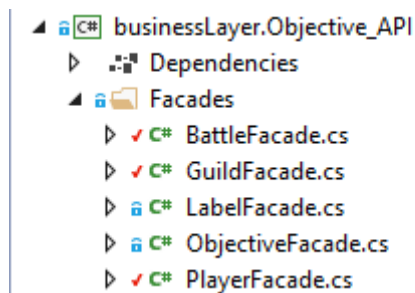 C# businessLayer.Objective_API
Dependencies
Facades
C# BattleFacade.cs
C# GuildFacade.cs
C# LabelFacade.cs
C# ObjectiveFacade.cs
C# PlayerFacade.cs